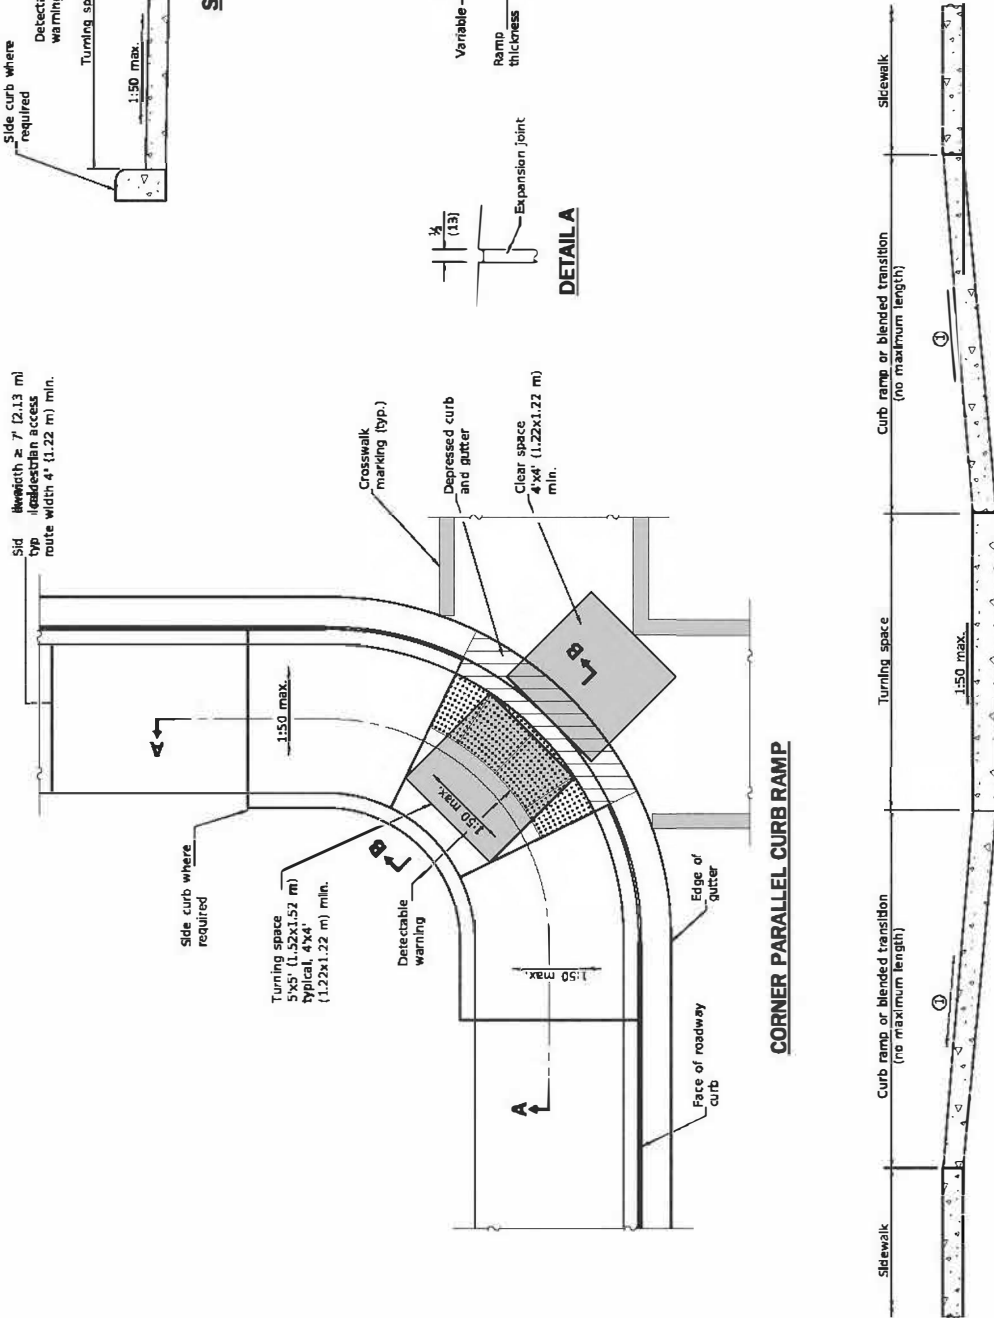 Side curb where
required
Turning sp
1:50 max.
S
Variable
Ramp
thickness
½
(13)
Expansion joint
DETAIL A
Sid
typ
route width 4' (1.22 m) min.
Crosswalk
marking (typ.)
Depressed curb
and gutter
Clear space
4'x4' (1.22x1.22 m)
min.
A
1:50 max.
B
B
1:50 max.
Side curb where
required
Turning space
5'x5' (1.52x1.52 m)
typical, 4'x4'
(1.22x1.22 m) min.
Detectable
warning
1:50 max.
Edge of
gutter
A
Face of roadway
curb
CORNER PARALLEL CURB RAMP
Sidewalk
Curb ramp or blended transition
(no maximum length)
1
Turning space
1:50 max.
Curb ramp or blended transition
(no maximum length)
1
Sidewalk